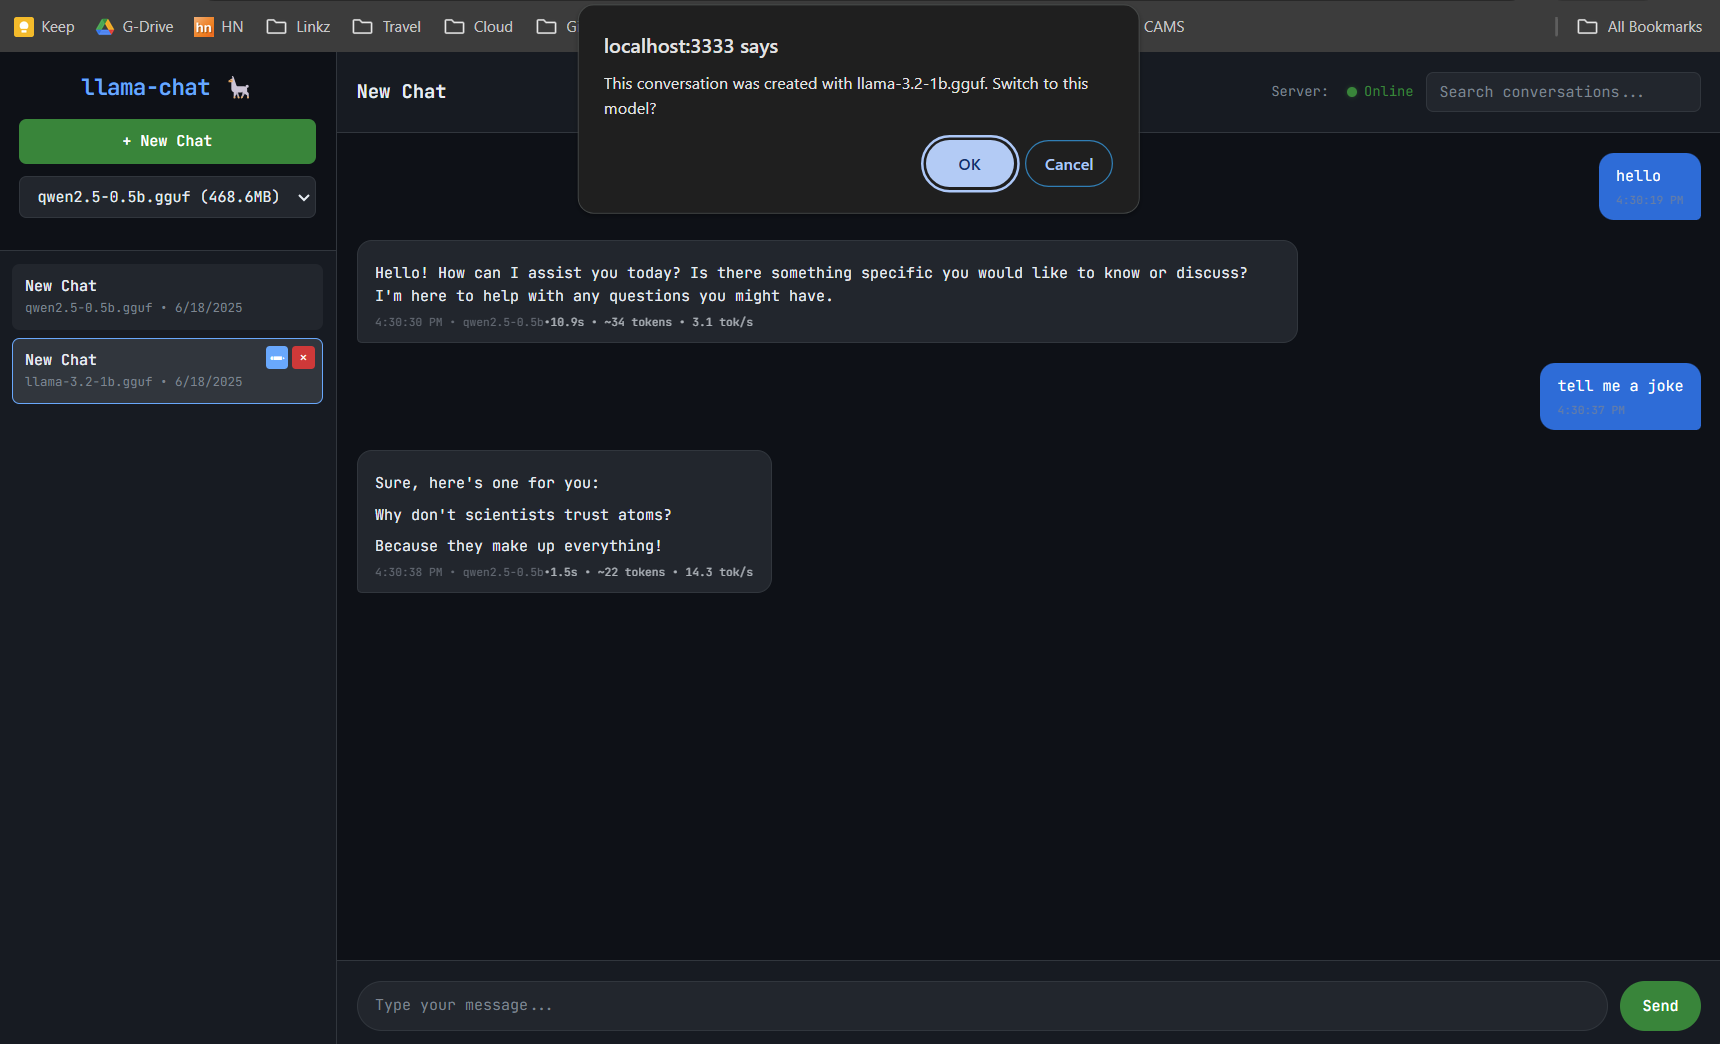 Keep G-Drive hn HN Linkz Travel Cloud G CAMS All Bookmarks
localhost:3333 says
This conversation was created with llama-3.2-1b.gguf. Switch to this
model?
OK Cancel
llama-chat
+ New Chat
qwen2.5-0.5b.gguf (468.6MB)
New Chat
qwen2.5-0.5b.gguf • 6/18/2025
New Chat
×
llama-3.2-1b.gguf • 6/18/2025
New Chat
Server: Online Search conversations...
hello
4:30:19 PM
Hello! How can I assist you today? Is there something specific you would like to know or discuss?
I'm here to help with any questions you might have.
4:30:30 PM • qwen2.5-0.5b•10.9s • ~34 tokens • 3.1 tok/s
tell me a joke
4:30:37 PM
Sure, here's one for you:
Why don't scientists trust atoms?
Because they make up everything!
4:30:38 PM • qwen2.5-0.5b•1.5s • ~22 tokens • 14.3 tok/s
Type your message...
Send